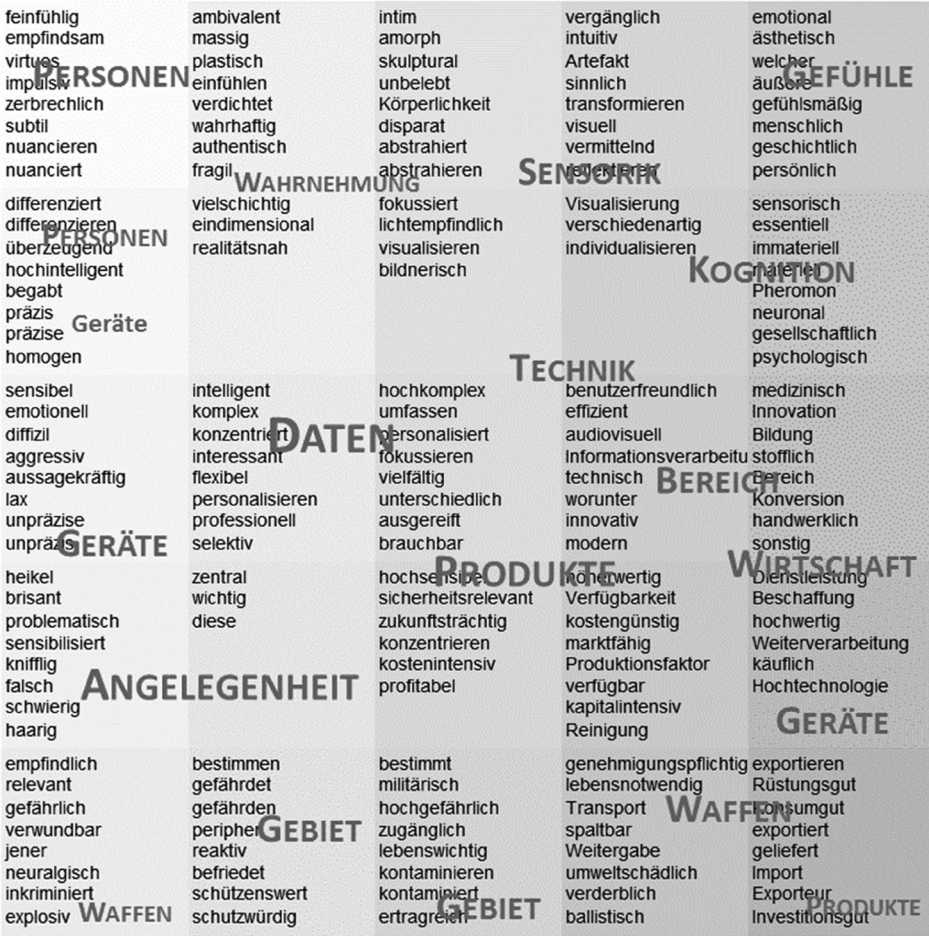 feinfühlig
empfindsam
virtuos
impulsiv
zerbrechlich
subtil
nuancieren
nuanciert
PERSONEN
ambivalent
massig
plastisch
einfühlen
verdichtet
wahrhaftig
authentisch
fragil
WAHRNEHMUNG
intim
amorph
skulptural
unbelebt
Körperlichkeit
disparat
abstrahiert
abstrahieren
vergänglich
intuitiv
Artefakt
sinnlich
transformieren
visuell
vermittelnd
reflektieren
SENSORIK
emotional
ästhetisch
welcher
äußere
gefühlsmäßig
menschlich
geschichtlich
persönlich
GEFÜHLE
differenziert
differenzieren
überzeugend
hochintelligent
begabt
präzis
präzise
homogen
PERSONEN
Geräte
vielschichtig
eindimensional
realitätsnah
fokussiert
lichtempfindlich
visualisieren
bildnerisch
Visualisierung
verschiedenartig
individualisieren
TECHNIK
sensorisch
essentiell
immateriell
materiell
Pheromon
neuronal
gesellschaftlich
psychologisch
KOGNITION
sensibel
emotionell
diffizil
aggressiv
aussagekräftig
lax
unpräzise
unpräzis
GERÄTE
intelligent
komplex
konzentriert
interessant
flexibel
personalisieren
professionell
selektiv
DATEN
hochkomplex
umfassen
personalisiert
fokussieren
vielfältig
unterschiedlich
ausgereift
brauchbar
benutzerfreundlich
effizient
audiovisuell
Informationsverarbeitu
technisch
worunter
innovativ
modern
BEREICH
medizinisch
Innovation
Bildung
stofflich
Bereich
Konversion
handwerklich
sonstig
WIRTSCHAFT
heikel
brisant
problematisch
sensibilisiert
knifflig
falsch
schwierig
haarig
ANGELEGENHEIT
zentral
wichtig
diese
hochsensibel
sicherheitsrelevant
zukunftsträchtig
konzentrieren
kostenintensiv
profitabel
PRODUKTE
höherwertig
Verfügbarkeit
kostengünstig
marktfähig
Produktionsfaktor
verfügbar
kapitalintensiv
Reinigung
Dienstleistung
Beschaffung
hochwertig
Weiterverarbeitung
käuflich
Hochtechnologie
GERÄTE
empfindlich
relevant
gefährlich
verwundbar
jener
neuralgisch
inkriminiert
explosiv
WAFFEN
bestimmen
gefährdet
gefährden
peripher
reaktiv
befriedet
schützenswert
schutzwürdig
GEBIET
bestimmt
militärisch
hochgefährlich
zugänglich
lebenswichtig
kontaminieren
kontaminiert
ertragreich
GEBIET
genehmigungspflichtig
lebensnotwendig
Transport
spaltbar
Weitergabe
umweltschädlich
verderblich
ballistisch
WAFFEN
exportieren
Rüstungsgut
Konsumgut
exportiert
geliefert
Import
Exporteur
Investitionsgut
PRODUKTE